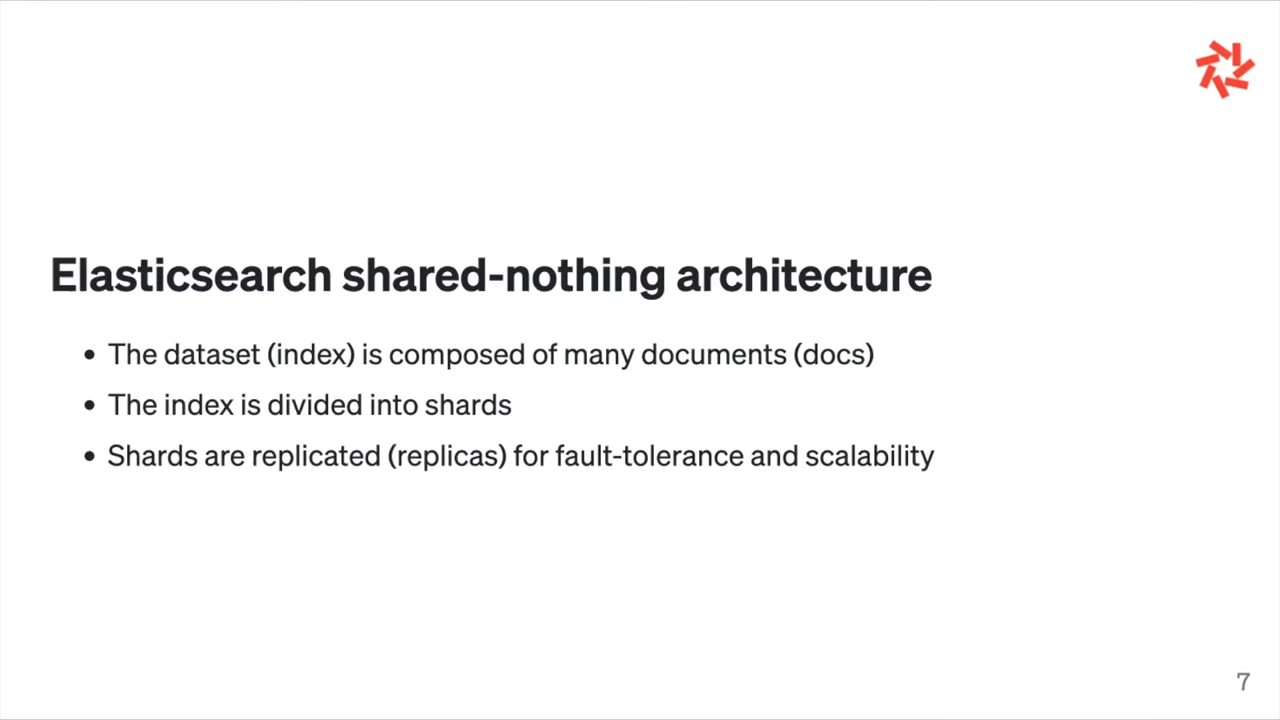 Elasticsearch shared-nothing architecture
• The dataset (index) is composed of many documents (docs)
• The index is divided into shards
• Shards are replicated (replicas) for fault-tolerance and scalability
7